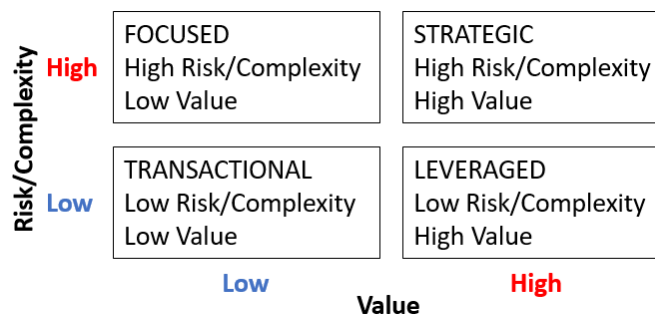 Risk/Complexity
High
FOCUSED
High Risk/Complexity
Low Value
STRATEGIC
High Risk/Complexity
High Value
Low
TRANSACTIONAL
Low Risk/Complexity
Low Value
LEVERAGED
Low Risk/Complexity
High Value
Low
High
Value